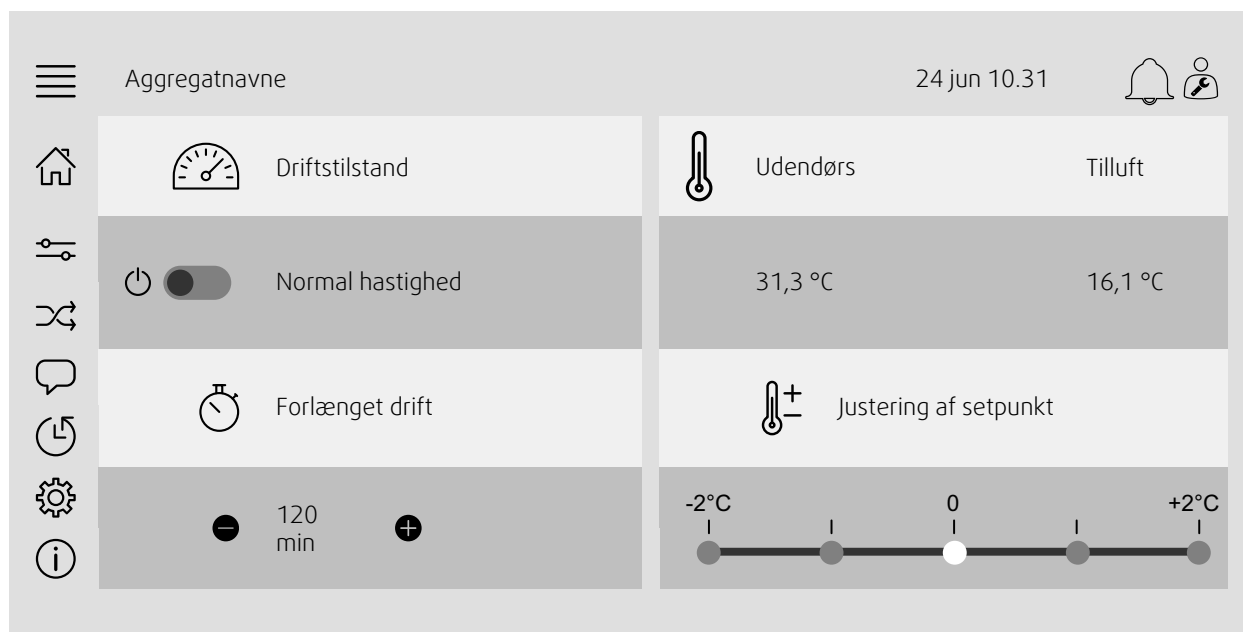 Aggregatnavne
24 jun 10.31
Driftstilstand
Udendørs
Tilluft
Normal hastighed
31,3 °C
16,1 °C
Forlænget drift
Justering af setpunkt
120
min
-2°C
0
+2°C